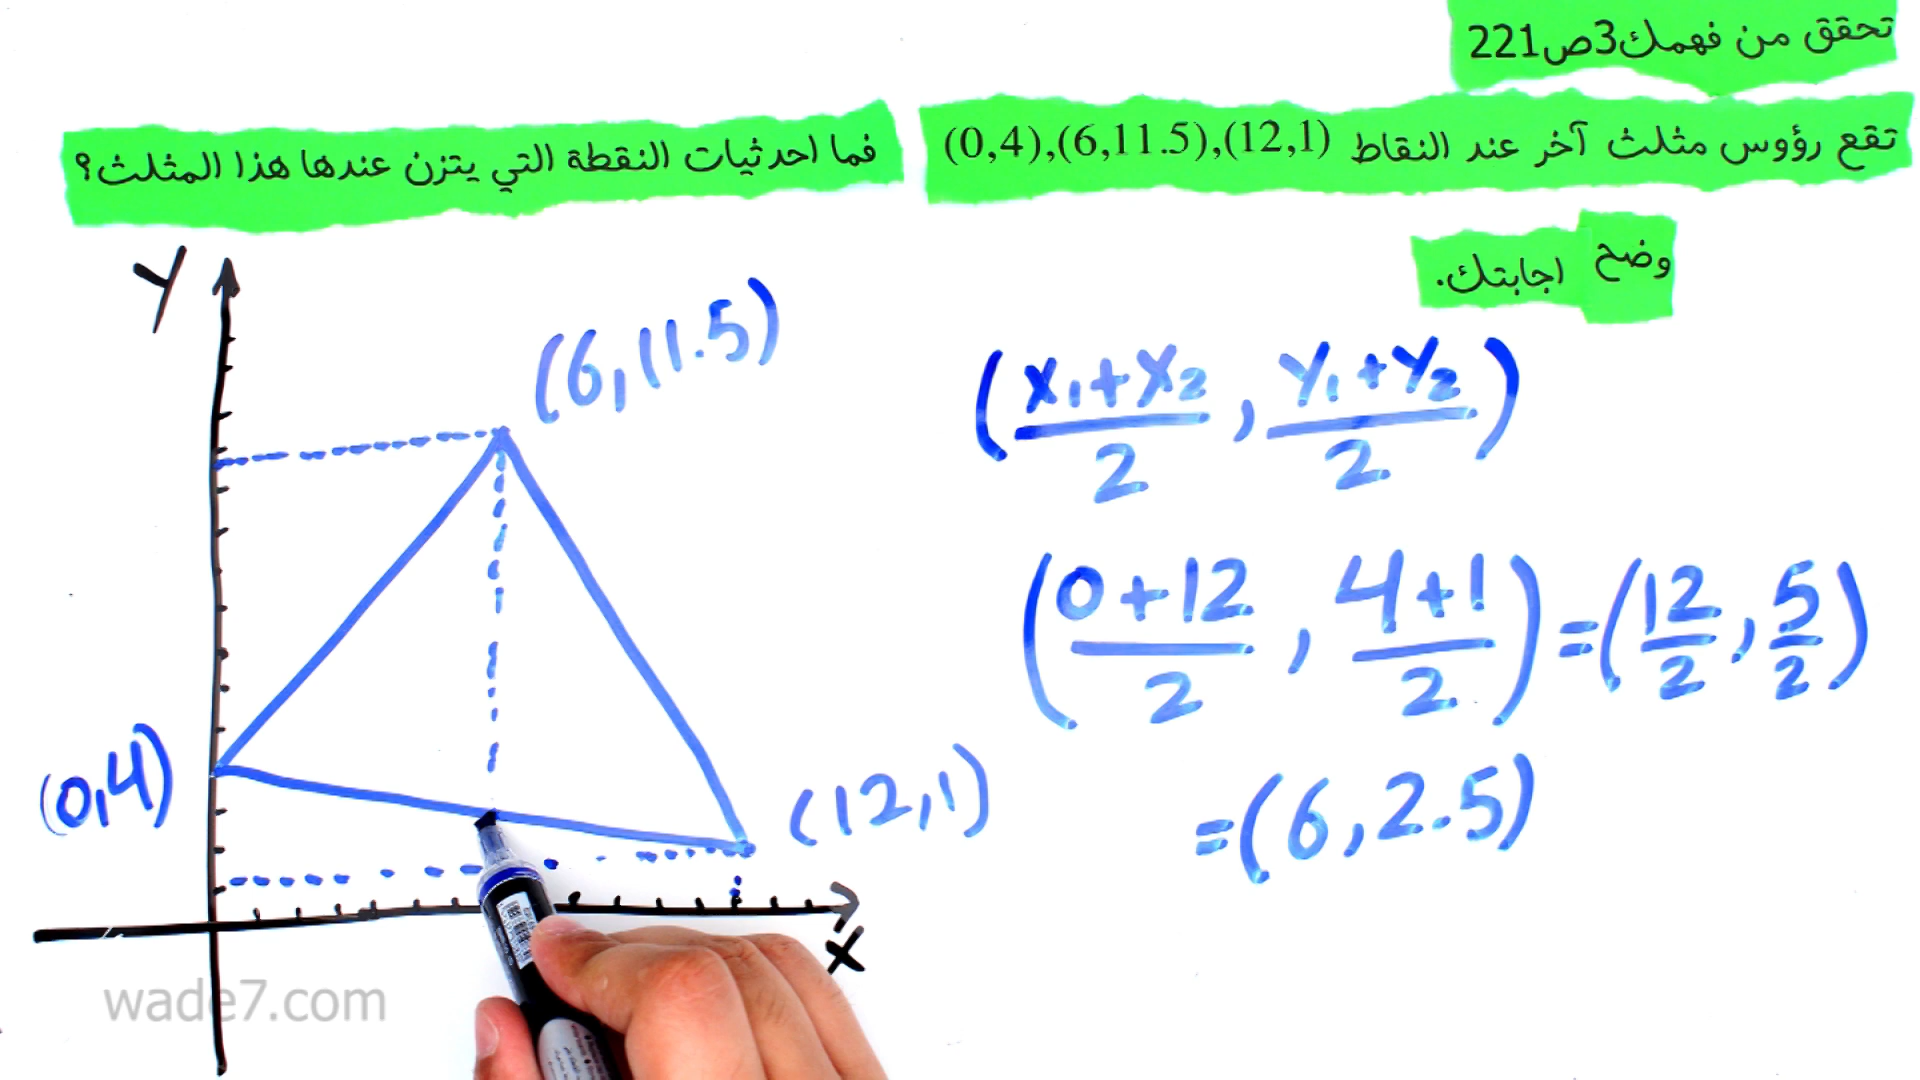 تحقق من فهمك3ص221
تقع رؤوس مثلث آخر عند النقاط (0,4),(6,11.5),(12,1)
فما احدثيات النقطة التي يتزن عندها هذا المثلث؟
وضح اجابتك.
Y
(6,11.5)
(0,4)
(12,1)
X
(X1+X2/2, Y1+Y2/2)
(0+12/2, 4+1/2)=(12/2, 5/2)
=(6,2.5)
wade7.com